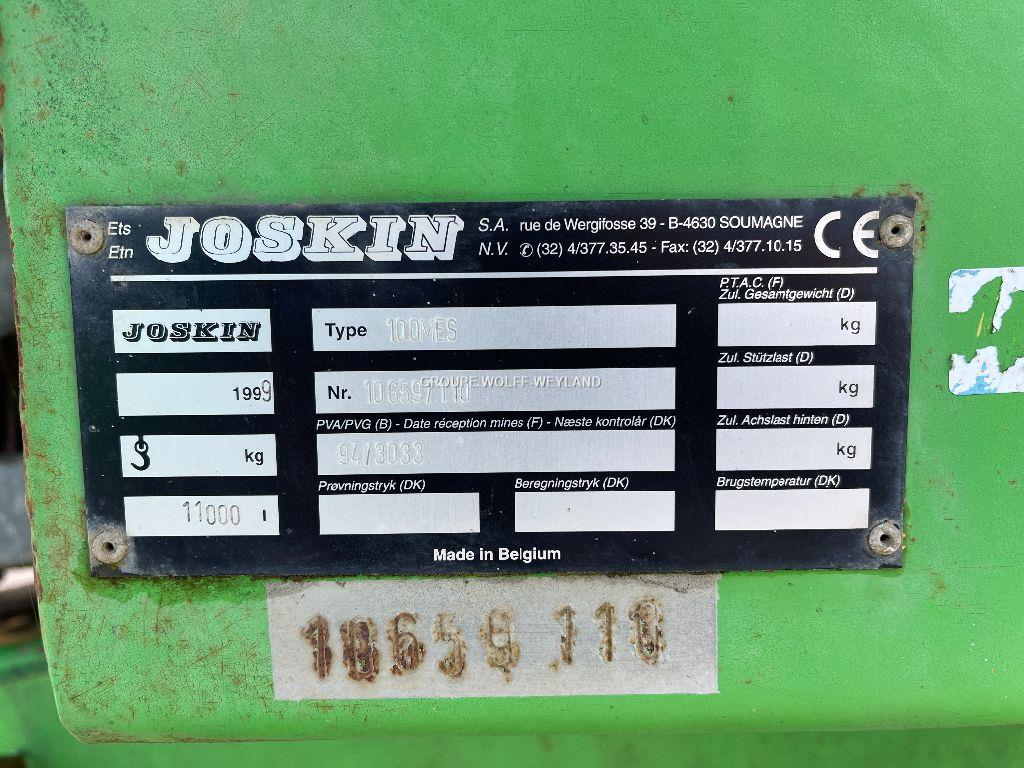 Ets JOSKIN S.A. rue de Wergifosse 39 - B-4630 SOUMAGNE
Etn N.V. ✆ (32) 4/377.35.45 - Fax: (32) 4/377.10.15 CE
P.T.A.C. (F)
Zul. Gesamtgewicht (D)
JOSKIN Type 100MES kg
Zul. Stützlast (D)
1999 Nr. 10659/110 kg
GROUPE WOLFF-WEYLAND
PVA/PVG (B) - Date réception mines (F) - Næste kontrolår (DK) Zul. Achslast hinten (D)
kg 94/3033 kg
Prøvningstryk (DK) Beregningstryk (DK) Brugstemperatur (DK)
11000 l
Made in Belgium
10659 110